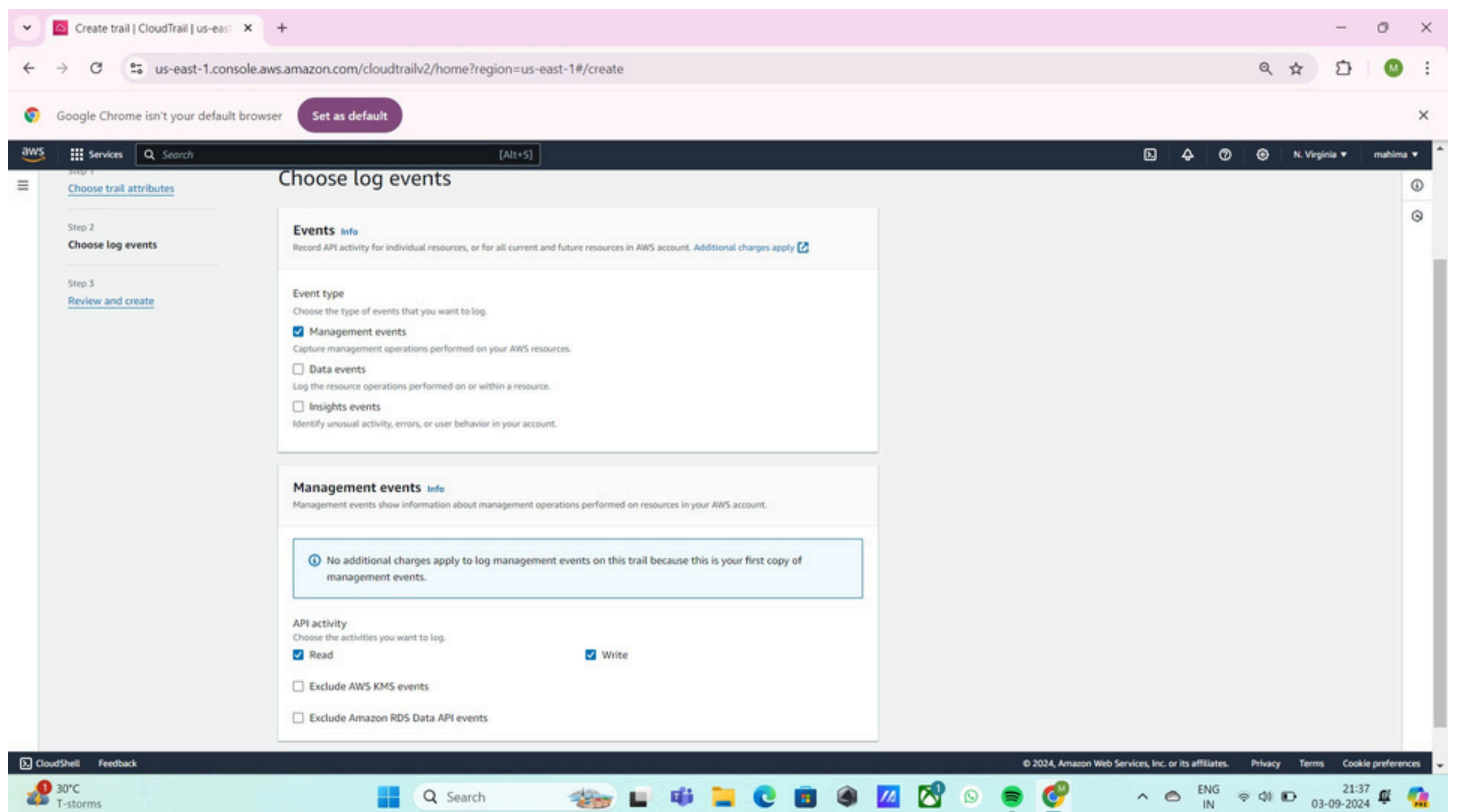 Create trail | CloudTrail | us-east
us-east-1.console.aws.amazon.com/cloudtrailv2/home?region=us-east-1#/create
M
Google Chrome isn't your default browser
Set as default
aws
Services
Search
[Alt+S]
N. Virginia
mahima
Step 1
Choose trail attributes
Step 2
Choose log events
Step 3
Review and create
Choose log events
Events Info
Record API activity for individual resources, or for all current and future resources in AWS account. Additional charges apply
Event type
Choose the type of events that you want to log.
Management events
Capture management operations performed on your AWS resources.
Data events
Log the resource operations performed on or within a resource.
Insights events
Identify unusual activity, errors, or user behavior in your account.
Management events Info
Management events show information about management operations performed on resources in your AWS account.
No additional charges apply to log management events on this trail because this is your first copy of
management events.
API activity
Choose the activities you want to log.
Read
Write
Exclude AWS KMS events
Exclude Amazon RDS Data API events
CloudShell Feedback
© 2024, Amazon Web Services, Inc. or its affiliates. Privacy Terms Cookie preferences
1
30°C
T-storms
Search
ENG
IN
21:37
03-09-2024